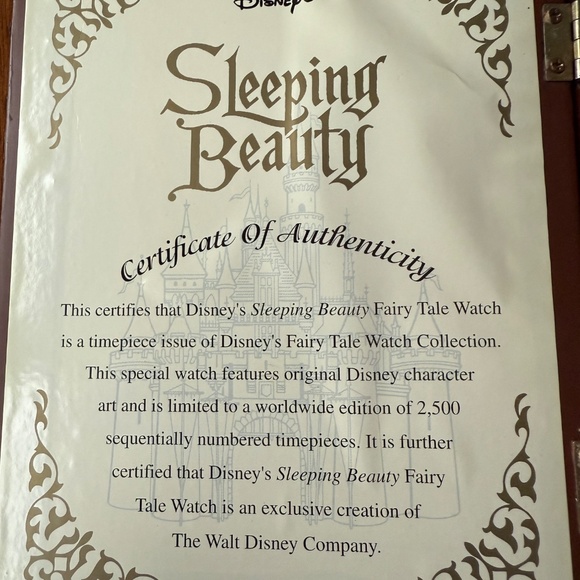 Disney's
Sleeping
Beauty
Certificate Of Authenticity
This certifies that Disney's Sleeping Beauty Fairy Tale Watch
is a timepiece issue of Disney's Fairy Tale Watch Collection.
This special watch features original Disney character
art and is limited to a worldwide edition of 2,500
sequentially numbered timepieces. It is further
certified that Disney's Sleeping Beauty Fairy
Tale Watch is an exclusive creation of
The Walt Disney Company.